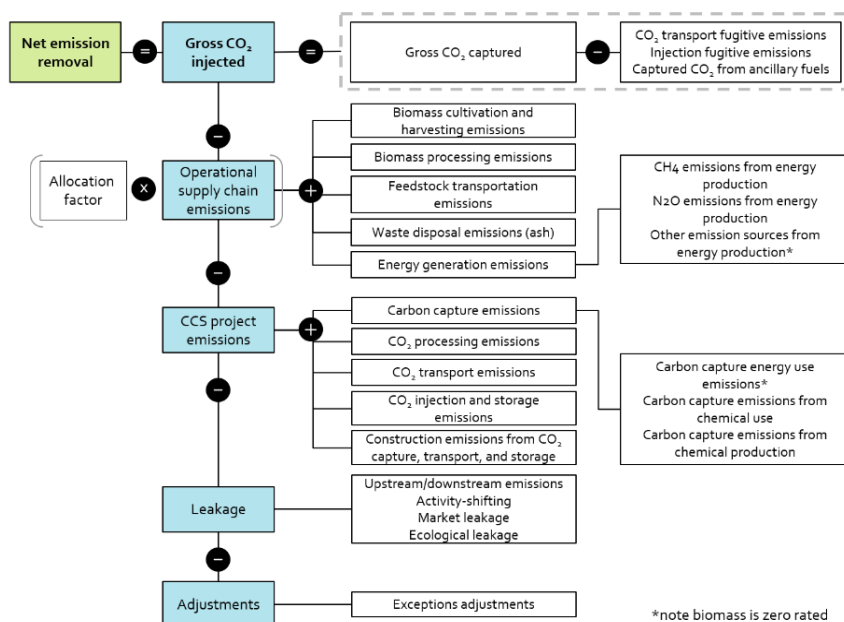 Net emission
removal
=
Gross CO₂
injected
=
Gross CO₂ captured
−
CO₂ transport fugitive emissions
Injection fugitive emissions
Captured CO₂ from ancillary fuels
−
Allocation
factor
x
Operational
supply chain
emissions
+
Biomass cultivation and
harvesting emissions
Biomass processing emissions
Feedstock transportation
emissions
Waste disposal emissions (ash)
Energy generation emissions
CH4 emissions from energy
production
N2O emissions from energy
production
Other emission sources from
energy production*
−
CCS project
emissions
+
Carbon capture emissions
CO₂ processing emissions
CO₂ transport emissions
CO₂ injection and storage
emissions
Construction emissions from CO₂
capture, transport, and storage
Carbon capture energy use
emissions*
Carbon capture emissions from
chemical use
Carbon capture emissions from
chemical production
−
Leakage
Upstream/downstream emissions
Activity-shifting
Market leakage
Ecological leakage
−
Adjustments
Exceptions adjustments
*note biomass is zero rated